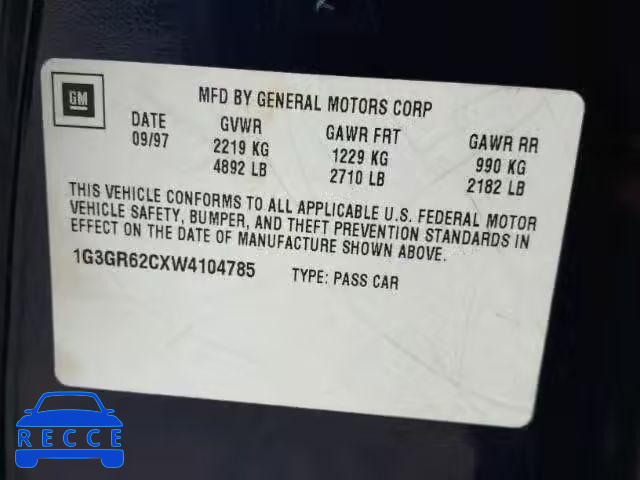 GM
MFD BY GENERAL MOTORS CORP
DATE GVWR GAWR FRT GAWR RR
09/97 2219 KG 1229 KG 990 KG
4892 LB 2710 LB 2182 LB
THIS VEHICLE CONFORMS TO ALL APPLICABLE U.S. FEDERAL MOTOR
VEHICLE SAFETY, BUMPER, AND THEFT PREVENTION STANDARDS IN
EFFECT ON THE DATE OF MANUFACTURE SHOWN ABOVE.
1G3GR62CXW4104785 TYPE: PASS CAR
RECCE